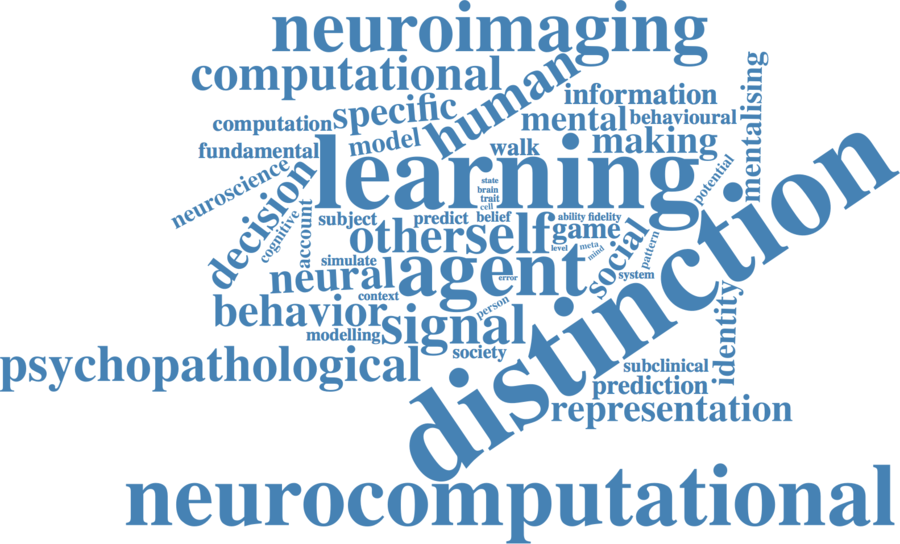 neuroimaging
computational
human
information
specific
mental
behavioural
computation
model
walk
making
mentalising
fundamental
learning
neuroscience
decision
cognitive
account
state
brain
trait
cell
potential
subject
predict
belief
ability
fidelity
other
self
game
level
meta
mind
social
pattern
simulate
neural
agent
error
system
context
person
behavior
signal
modelling
society
distinction
identity
psychopathological
subclinical
prediction
representation
neurocomputational